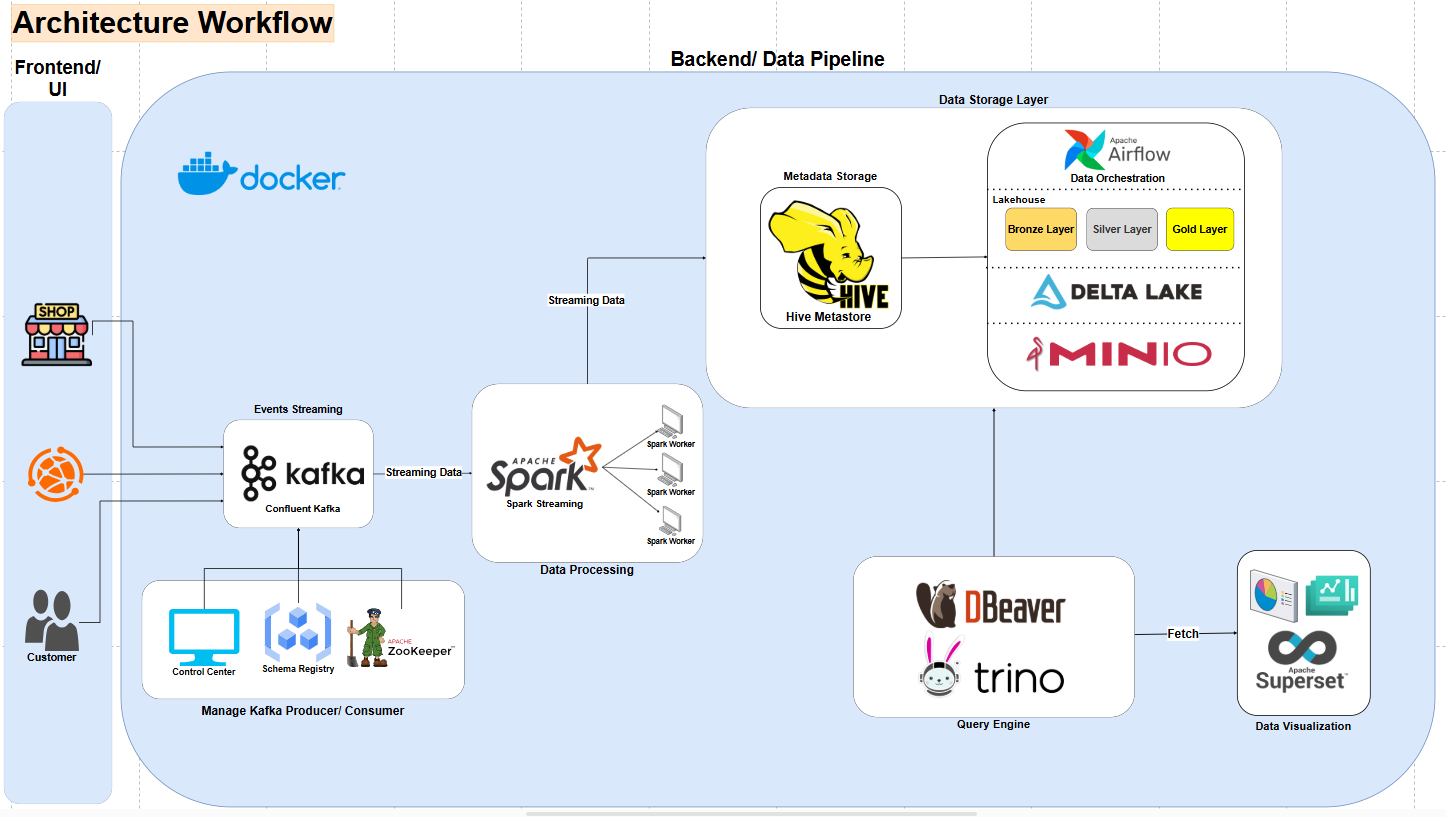 Architecture Workflow
Frontend/
UI
Backend/ Data Pipeline
Data Storage Layer
docker
Metadata Storage
HIVE
Hive Metastore
Apache
Airflow
Data Orchestration
Lakehouse
Bronze Layer
Silver Layer
Gold Layer
DELTA LAKE
MINIO
SHOP
Streaming Data
Events Streaming
kafka
Confluent Kafka
Streaming Data
APACHE
Spark™
Spark Streaming
Spark Worker
Spark Worker
Spark Worker
Data Processing
Customer
Control Center
Schema Registry
APACHE
ZooKeeper™
Manage Kafka Producer/ Consumer
DBeaver
trino
Query Engine
Fetch
Apache
Superset™
Data Visualization